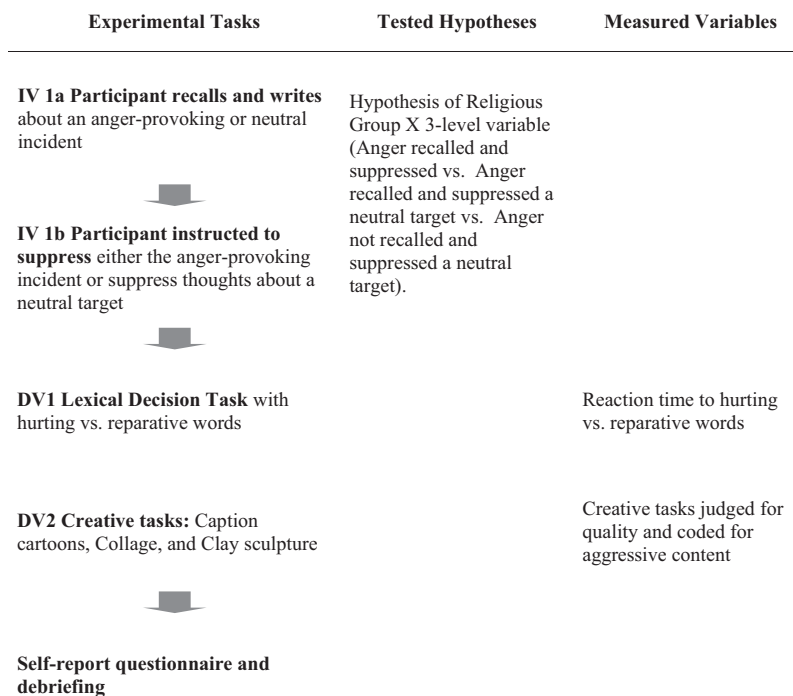 Experimental Tasks
Tested Hypotheses
Measured Variables
IV 1a Participant recalls and writes
about an anger-provoking or neutral
incident
Hypothesis of Religious
Group X 3-level variable
(Anger recalled and
suppressed vs. Anger
recalled and suppressed a
neutral target vs. Anger
not recalled and
suppressed a neutral
target).
IV 1b Participant instructed to
suppress either the anger-provoking
incident or suppress thoughts about a
neutral target
DV1 Lexical Decision Task with
hurting vs. reparative words
Reaction time to hurting
vs. reparative words
DV2 Creative tasks: Caption
cartoons, Collage, and Clay sculpture
Creative tasks judged for
quality and coded for
aggressive content
Self-report questionnaire and
debriefing